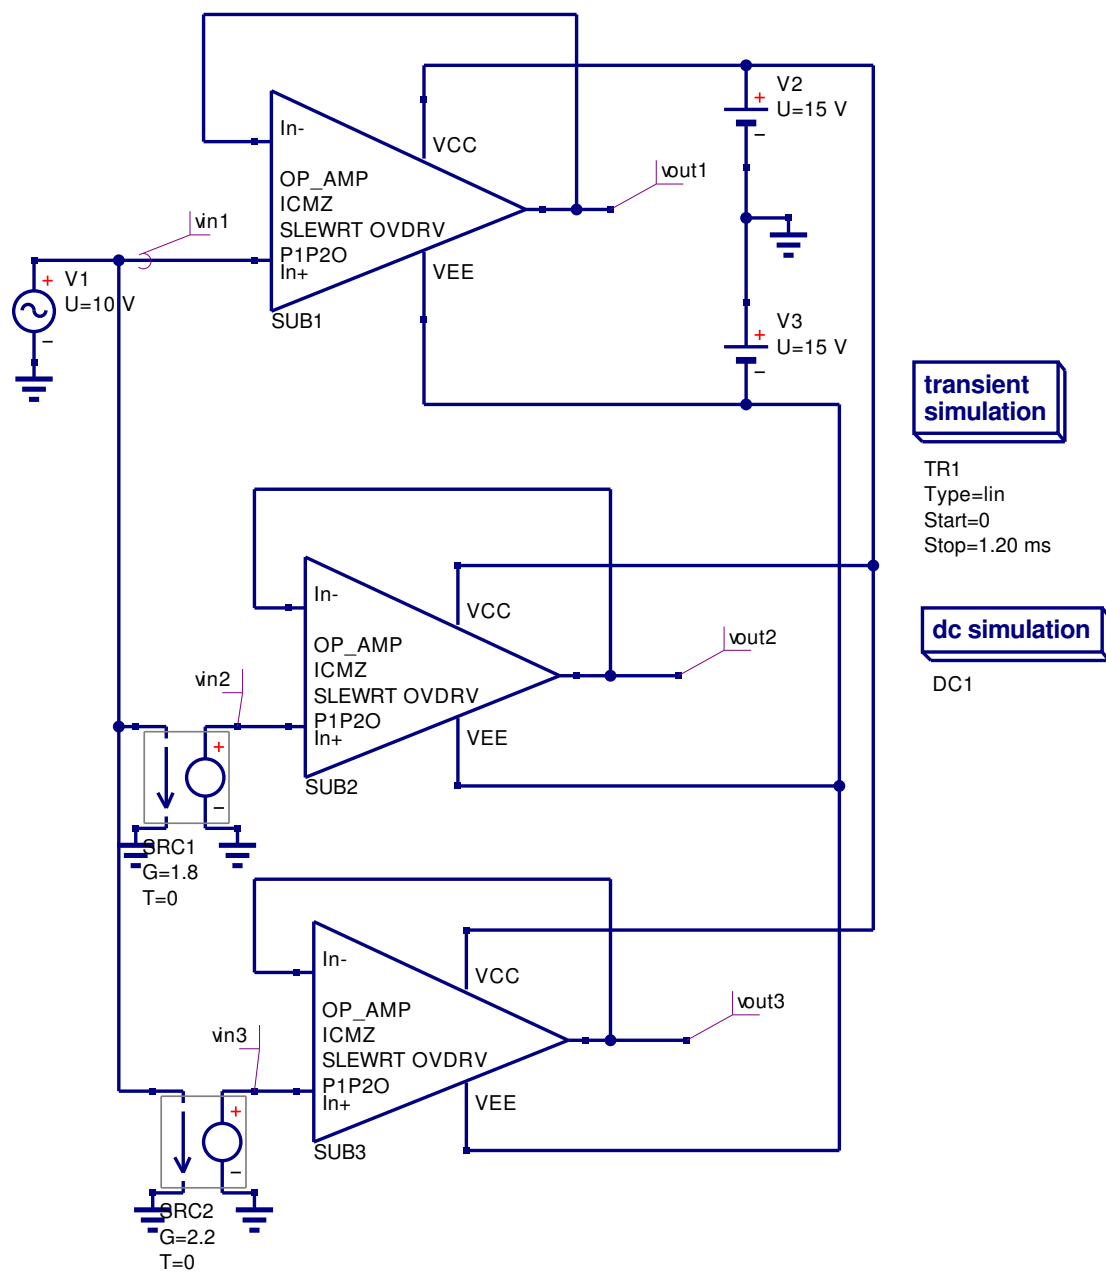 In-
VCC
OP_AMP
ICMZ
SLEWRT OVDRV
P1P2O
In+
VEE
SUB1
vout1
vin1
+
V1
U=10 V
−
+
V2
U=15 V
−
+
V3
U=15 V
−
transient
simulation
TR1
Type=lin
Start=0
Stop=1.20 ms
dc simulation
DC1
In-
VCC
OP_AMP
ICMZ
SLEWRT OVDRV
P1P2O
In+
VEE
SUB2
vout2
vin2
+
−
SRC1
G=1.8
T=0
In-
VCC
OP_AMP
ICMZ
SLEWRT OVDRV
P1P2O
In+
VEE
SUB3
vout3
vin3
+
−
SRC2
G=2.2
T=0